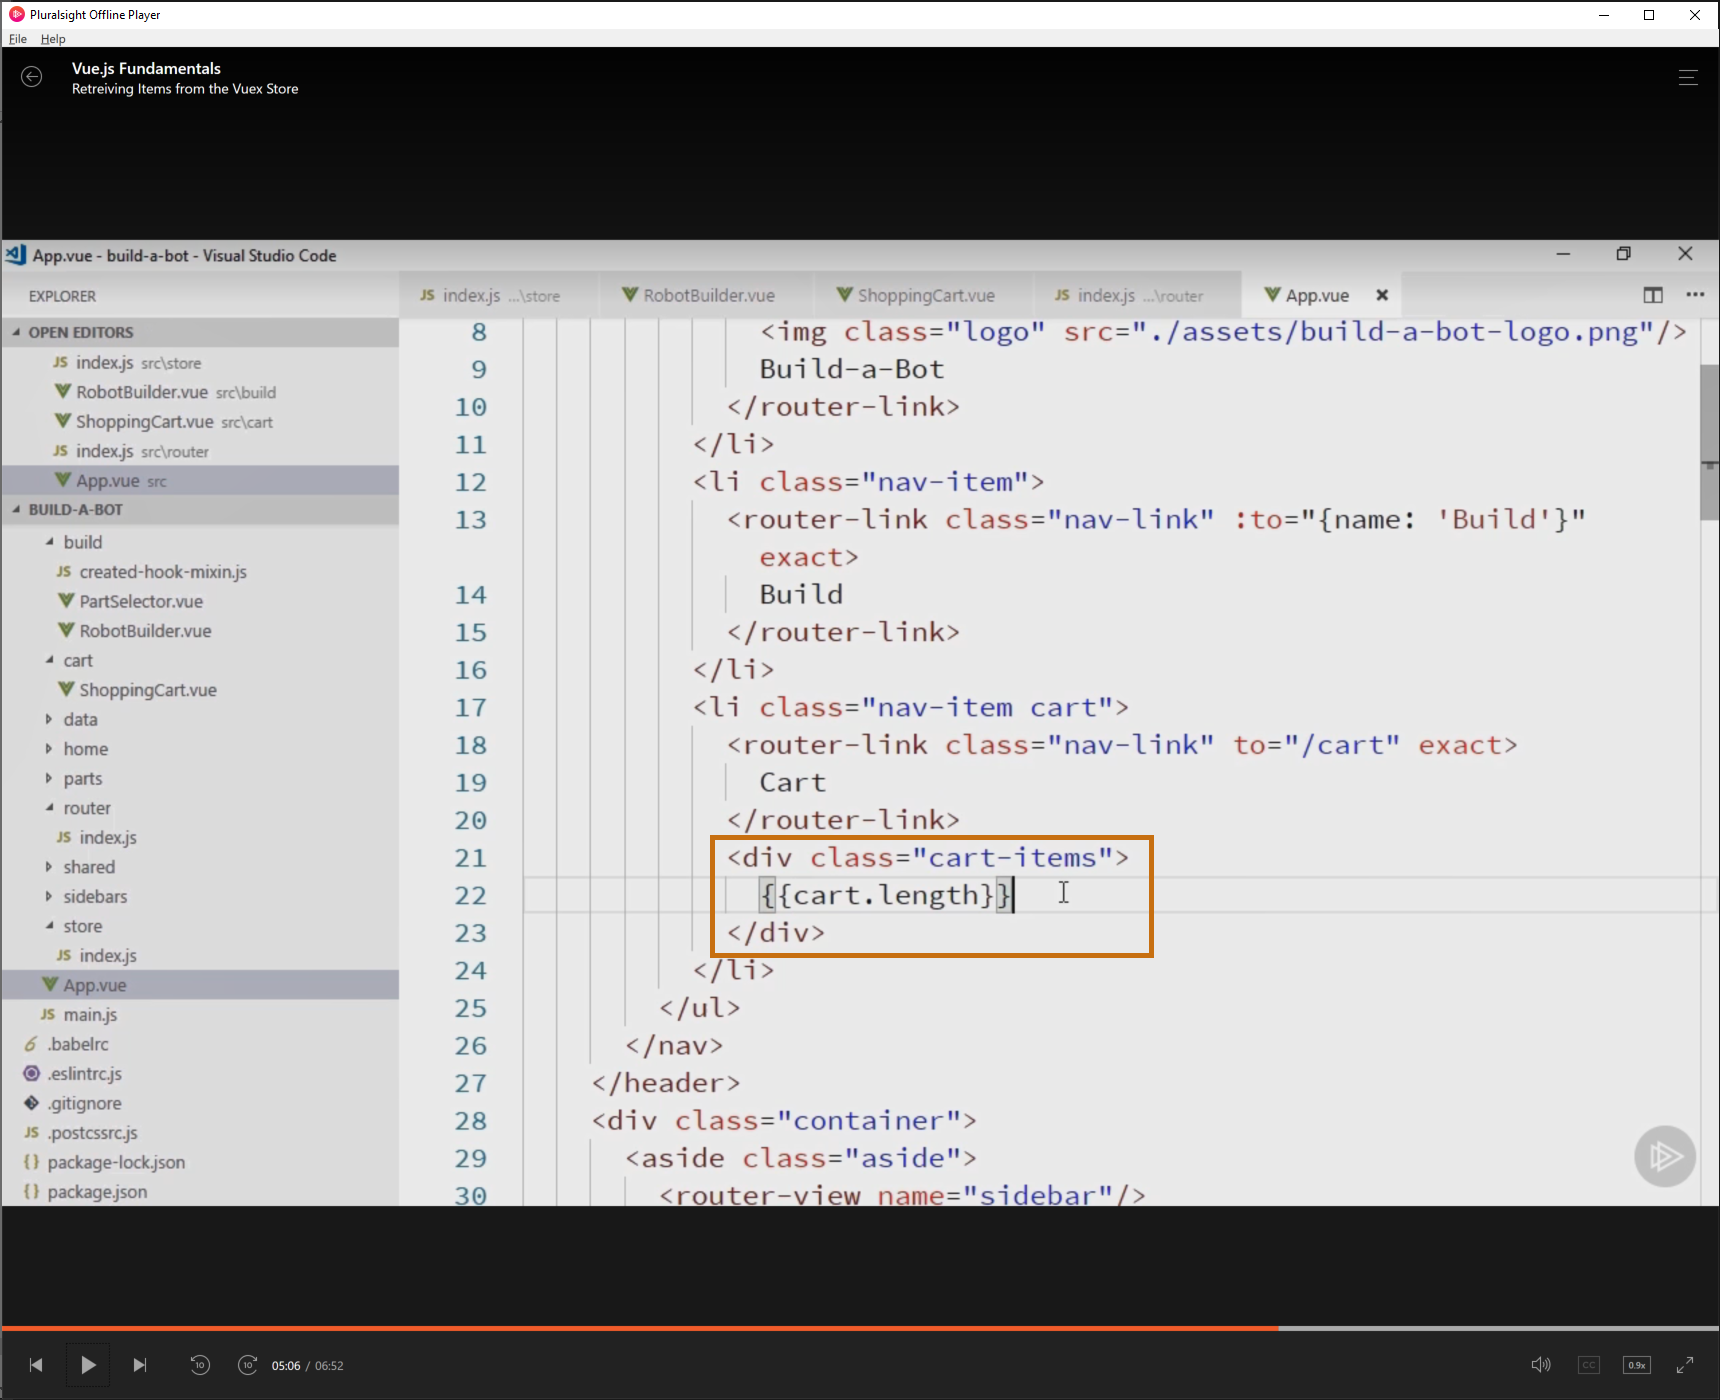 Pluralsight Offline Player
File Help
Vue.js Fundamentals
Retreiving Items from the Vuex Store
App.vue - build-a-bot - Visual Studio Code
EXPLORER
JS index.js ...\store
RobotBuilder.vue
ShoppingCart.vue
JS index.js ...\router
App.vue
OPEN EDITORS
JS index.js src\store
RobotBuilder.vue src\build
ShoppingCart.vue src\cart
JS index.js src\router
App.vue src
BUILD-A-BOT
build
JS created-hook-mixin.js
PartSelector.vue
RobotBuilder.vue
cart
ShoppingCart.vue
data
home
parts
router
JS index.js
shared
sidebars
store
JS index.js
App.vue
JS main.js
.babelrc
.eslintrc.js
.gitignore
JS .postcssrc.js
{} package-lock.json
{} package.json
8 <img class="logo" src="./assets/build-a-bot-logo.png"/>
9 Build-a-Bot
10 </router-link>
11 </li>
12 <li class="nav-item">
13 <router-link class="nav-link" :to="{name: 'Build'}"
exact>
14 Build
15 </router-link>
16 </li>
17 <li class="nav-item cart">
18 <router-link class="nav-link" to="/cart" exact>
19 Cart
20 </router-link>
21 <div class="cart-items">
22 {{cart.length}}
23 </div>
24 </li>
25 </ul>
26 </nav>
27 </header>
28 <div class="container">
29 <aside class="aside">
30 <router-view name="sidebar"/>
10 10 05:06 / 06:52
CC 0.9x